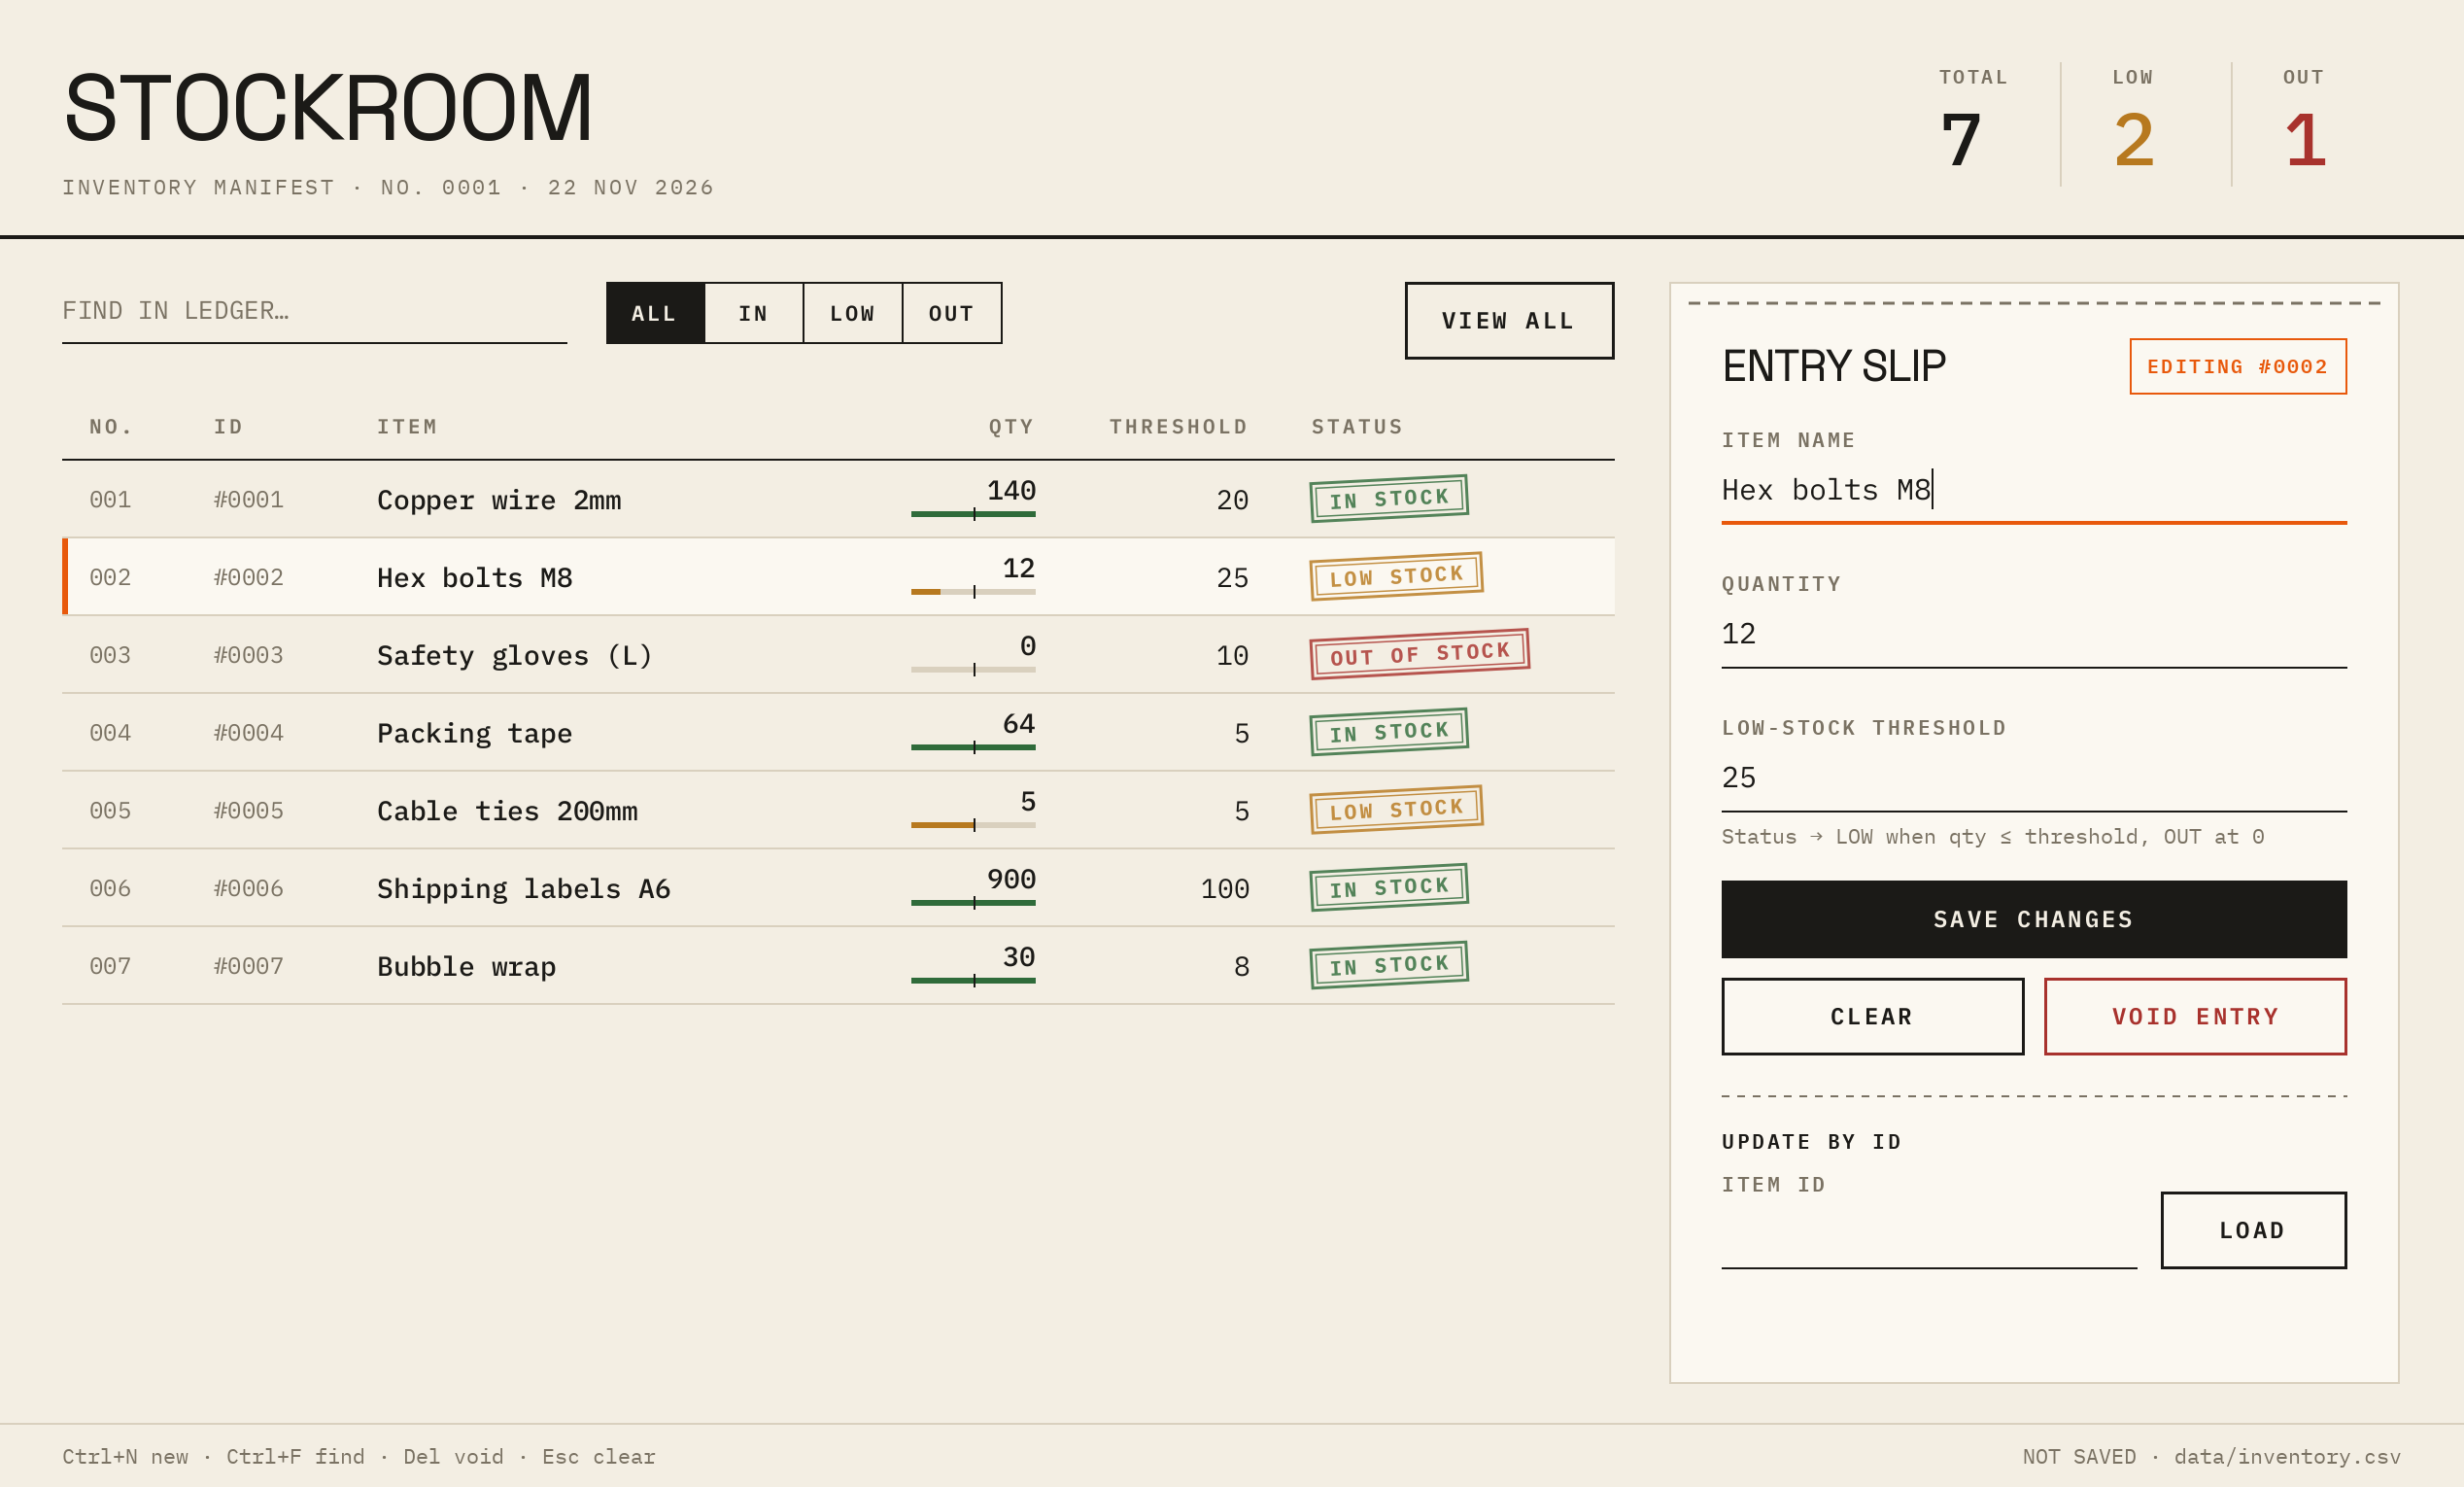 STOCKROOM
INVENTORY MANIFEST · NO. 0001 · 22 NOV 2026
TOTAL LOW OUT
7 2 1
FIND IN LEDGER…
ALL IN LOW OUT
VIEW ALL
NO. ID ITEM QTY THRESHOLD STATUS
001 #0001 Copper wire 2mm 140 20 IN STOCK
002 #0002 Hex bolts M8 12 25 LOW STOCK
003 #0003 Safety gloves (L) 0 10 OUT OF STOCK
004 #0004 Packing tape 64 5 IN STOCK
005 #0005 Cable ties 200mm 5 5 LOW STOCK
006 #0006 Shipping labels A6 900 100 IN STOCK
007 #0007 Bubble wrap 30 8 IN STOCK
ENTRY SLIP
EDITING #0002
ITEM NAME
Hex bolts M8
QUANTITY
12
LOW-STOCK THRESHOLD
25
Status → LOW when qty ≤ threshold, OUT at 0
SAVE CHANGES
CLEAR VOID ENTRY
UPDATE BY ID
ITEM ID
LOAD
Ctrl+N new · Ctrl+F find · Del void · Esc clear
NOT SAVED · data/inventory.csv